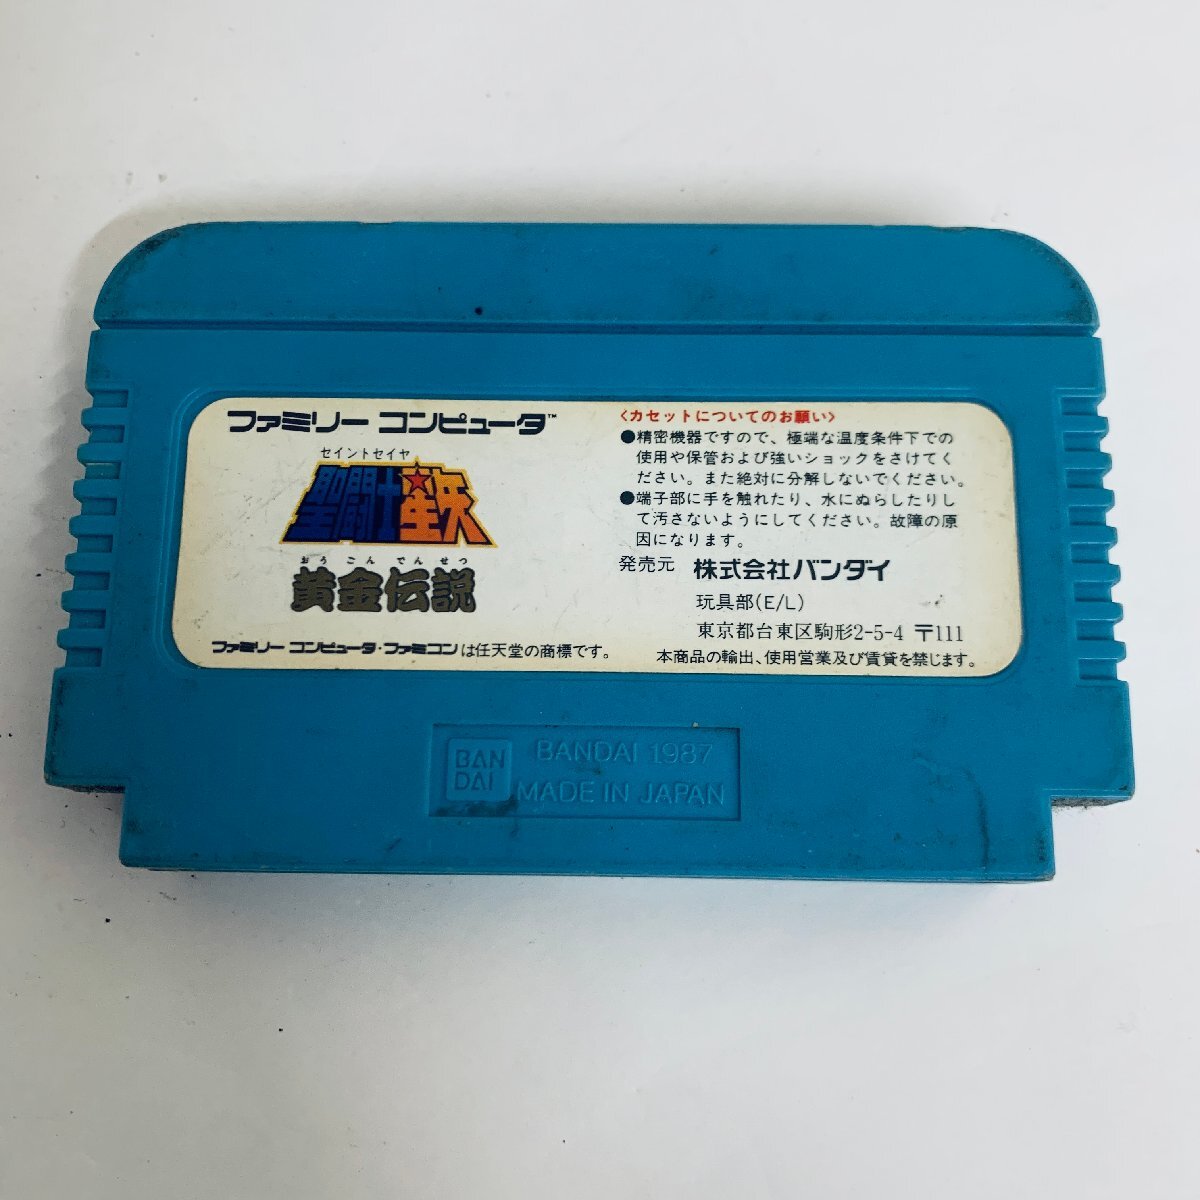 ファミリー コンピュータ™
セイントセイヤ
聖闘士星矢
おうごんでんせつ
黄金伝説
ファミリー コンピュータ・ファミコンは任天堂の商標です。
〈カセットについてのお願い〉
●精密機器ですので、極端な温度条件下での
使用や保管および強いショックをさけてく
ださい。また絶対に分解しないでください。
●端子部に手を触れたり、水にぬらしたりし
て汚さないようにしてください。故障の原
因になります。
発売元 株式会社バンダイ
玩具部(E/L)
東京都台東区駒形2-5-4 〒111
本商品の輸出、使用営業及び賃貸を禁じます。
BAN
DAI
BANDAI 1987
MADE IN JAPAN